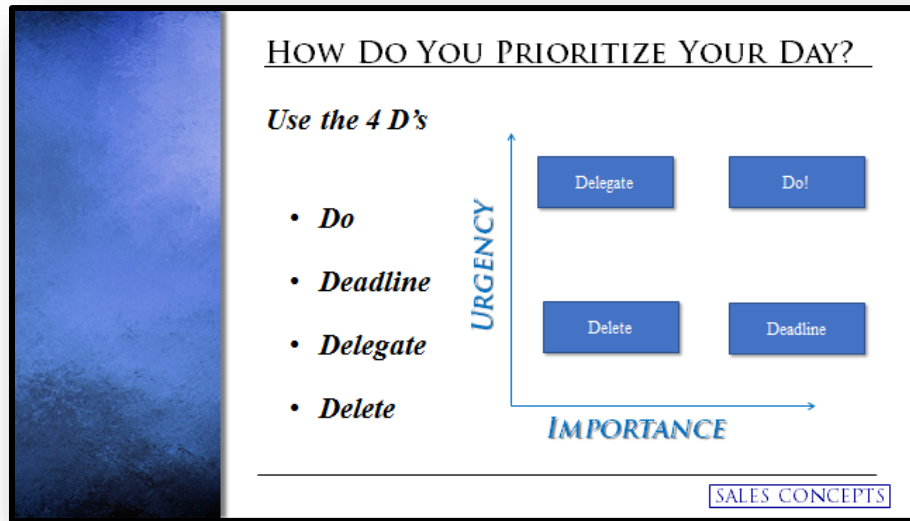 How Do You Prioritize Your Day?
Use the 4 D's
• Do
• Deadline
• Delegate
• Delete
Urgency
Delegate
Do!
Delete
Deadline
Importance
Sales Concepts